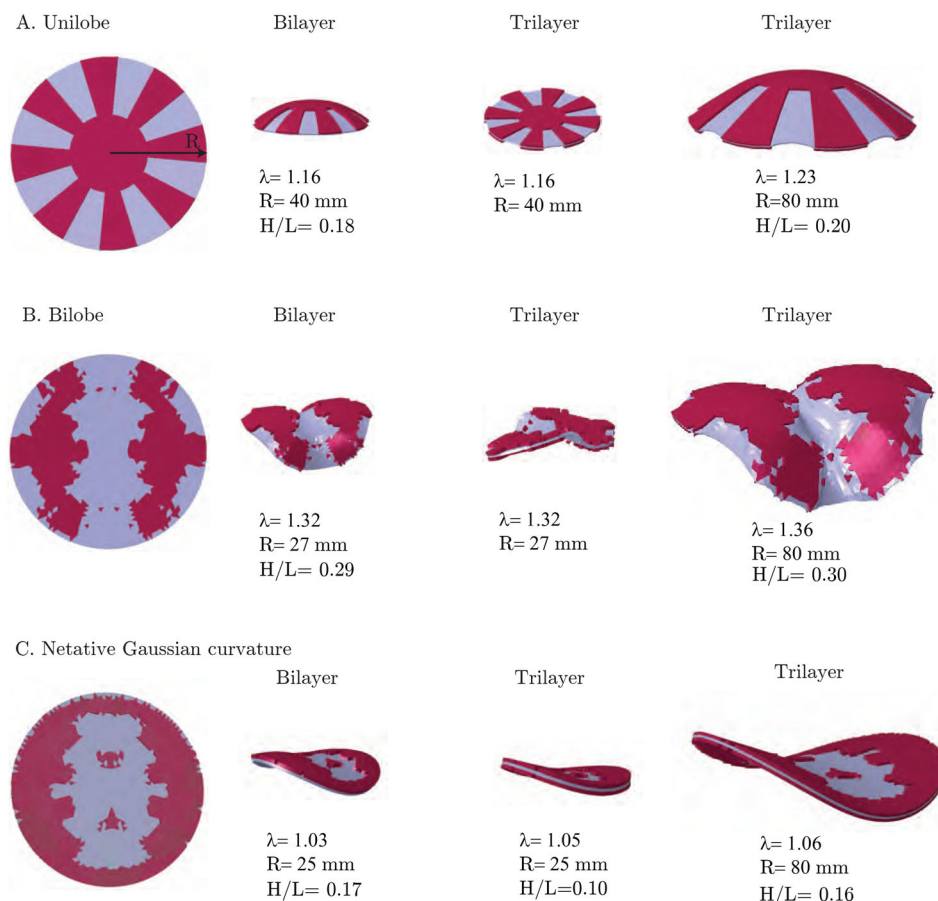 A. Unilobe
Bilayer
Trilayer
Trilayer
R
λ= 1.16
R= 40 mm
H/L= 0.18
λ= 1.16
R= 40 mm
λ= 1.23
R=80 mm
H/L= 0.20
B. Bilobe
Bilayer
Trilayer
Trilayer
λ= 1.32
R= 27 mm
H/L= 0.29
λ= 1.32
R= 27 mm
λ= 1.36
R= 80 mm
H/L= 0.30
C. Netative Gaussian curvature
Bilayer
Trilayer
Trilayer
λ= 1.03
R= 25 mm
H/L= 0.17
λ= 1.05
R= 25 mm
H/L=0.10
λ= 1.06
R= 80 mm
H/L= 0.16